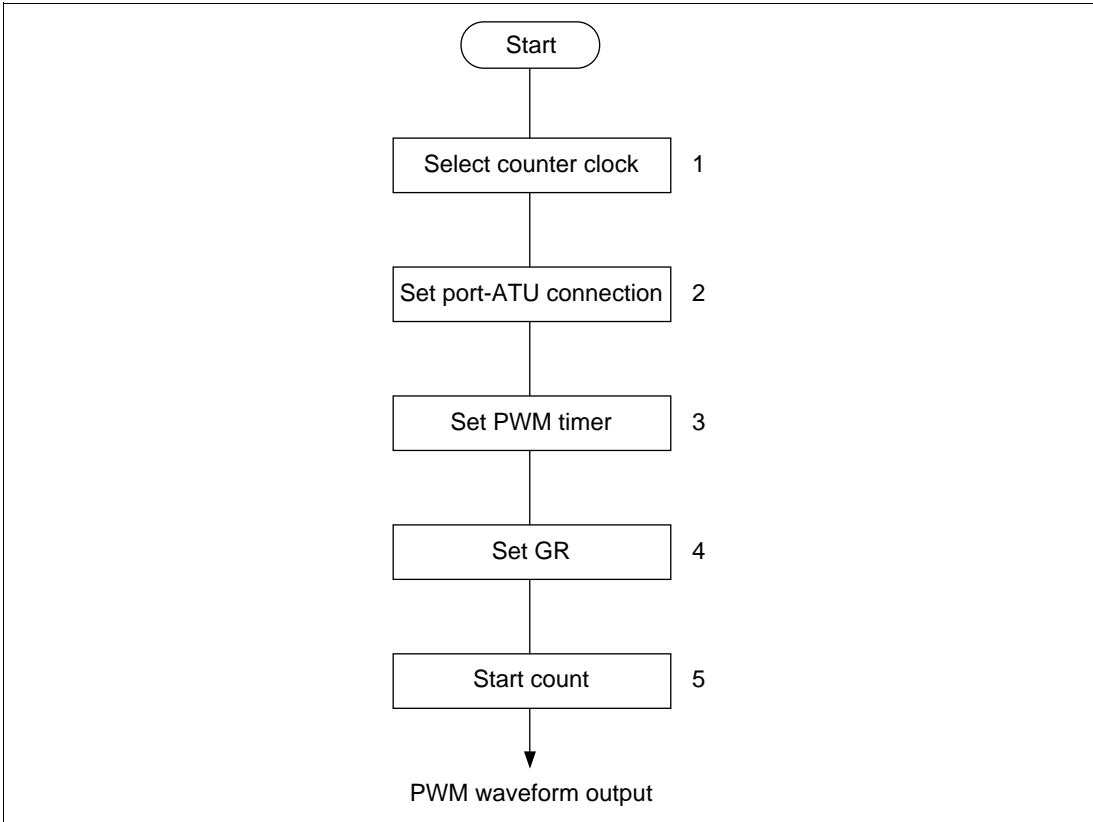 Start
Select counter clock 1
Set port-ATU connection 2
Set PWM timer 3
Set GR 4
Start count 5
PWM waveform output